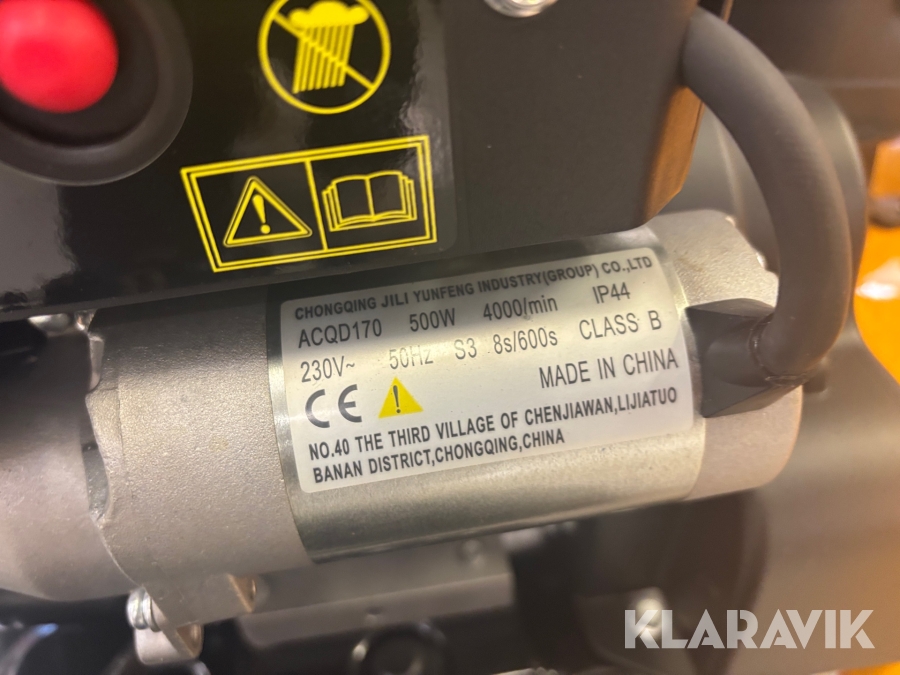 CHONGQING JILI YUNFENG INDUSTRY(GROUP) CO.,LTD
ACQD170 500W 4000/min IP44
230V~ 50Hz S3 8s/600s CLASS B
CE MADE IN CHINA
NO.40 THE THIRD VILLAGE OF CHENJIAWAN,LIJIATUO
BANAN DISTRICT,CHONGQING,CHINA
KLARAVIK